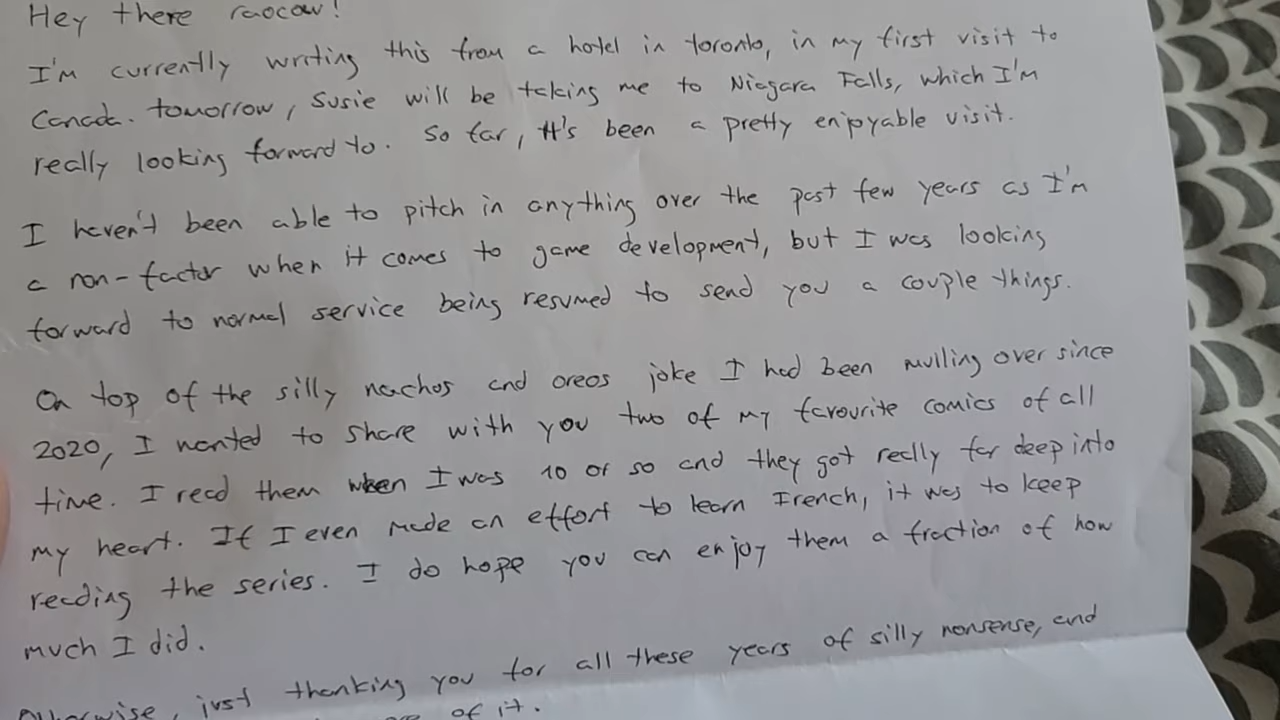 Hey there raocow!
I'm currently writing this from a hotel in toronto, in my first visit to
Canada. tomorrow, Susie will be taking me to Niagara Falls, which I'm
really looking forward to. So far, it's been a pretty enjoyable visit.
I haven't been able to pitch in anything over the past few years as I'm
a non-factor when it comes to game development, but I was looking
forward to normal service being resumed to send you a couple things.
On top of the silly nachos and oreos joke I had been mulling over since
2020, I wanted to share with you two of my favourite comics of all
time. I read them when I was 10 or so and they got really far deep into
my heart. If I even made an effort to learn French, it was to keep
reading the series. I do hope you can enjoy them a fraction of how
much I did.
Otherwise, just thanking you for all these years of silly nonsense, and
of it.